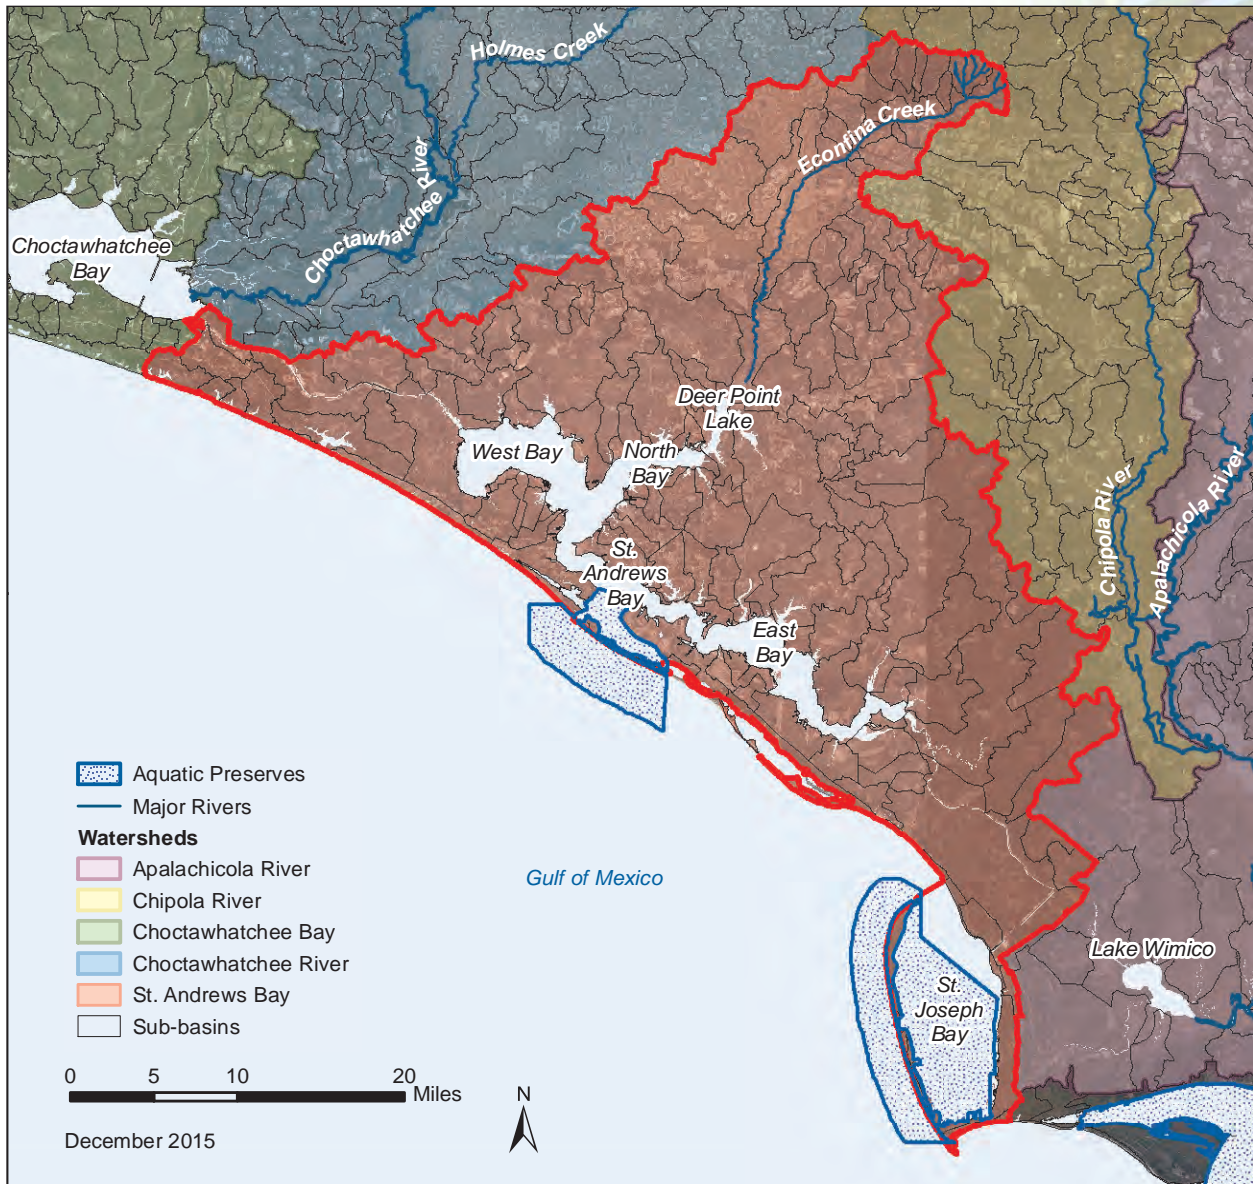 Holmes Creek
Econfina Creek
Choctawhatchee River
Choctawhatchee
Bay
Deer Point
Lake
West Bay
North
Bay
St.
Andrews
Bay
East
Bay
Chipola River
Apalachicola River
Aquatic Preserves
Major Rivers
Watersheds
Apalachicola River
Chipola River
Choctawhatchee Bay
Choctawhatchee River
St. Andrews Bay
Sub-basins
Gulf of Mexico
Lake Wimico
St.
Joseph
Bay
0 5 10 20
Miles
N
December 2015